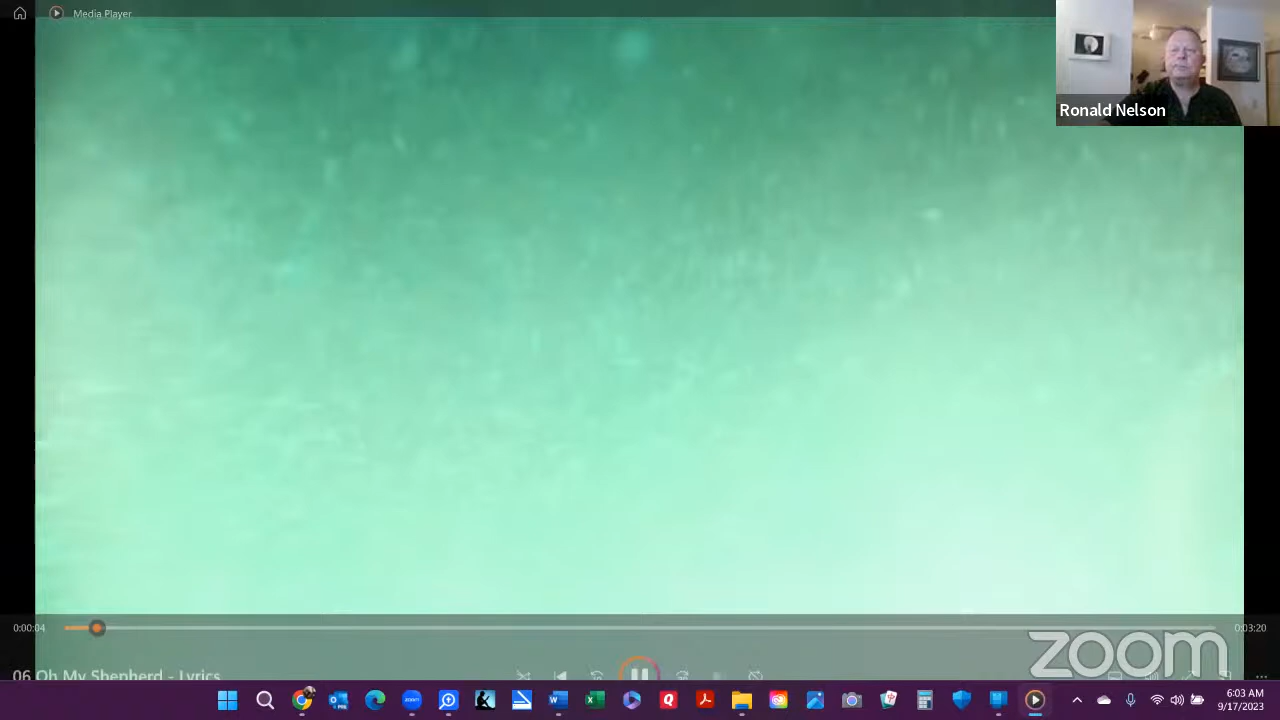 Media Player
Ronald Nelson
0:00:04
0:03:20
06 Oh My Shepherd - Lyrics
zoom
6:03 AM
9/17/2023